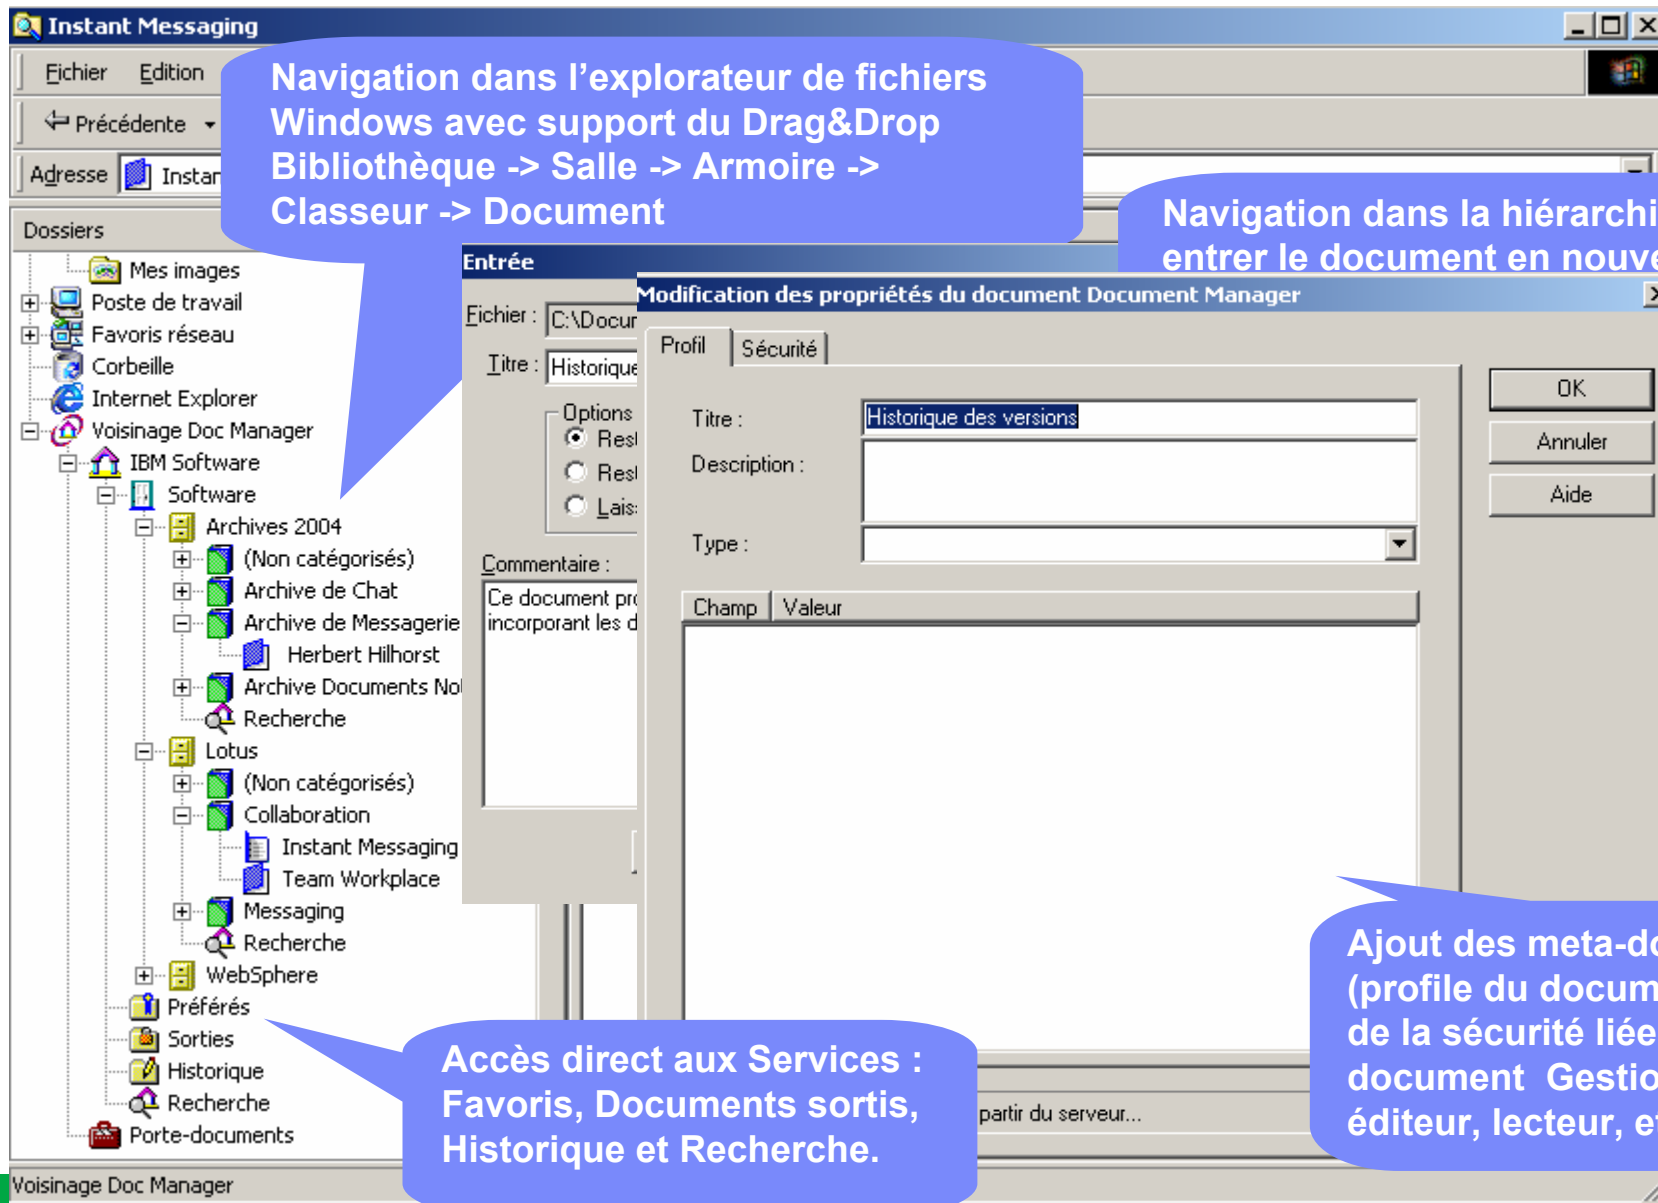 Instant Messaging
Fichier Edition
Précédente
Adresse Instan
Navigation dans l’explorateur de fichiers
Windows avec support du Drag&Drop
Bibliothèque -> Salle -> Armoire ->
Classeur -> Document
Navigation dans la hiérarchi
entrer le document en nouve
Dossiers
Mes images
Poste de travail
Favoris réseau
Corbeille
Internet Explorer
Voisinage Doc Manager
IBM Software
Software
Archives 2004
(Non catégorisés)
Archive de Chat
Archive de Messagerie
Herbert Hilhorst
Archive Documents No
Recherche
Lotus
(Non catégorisés)
Collaboration
Instant Messaging
Team Workplace
Messaging
Recherche
WebSphere
Préférés
Sorties
Historique
Recherche
Porte-documents
Entrée
Fichier : C:\Docur
Titre : Historique
Options
Rest
Rest
Lais
Commentaire :
Ce document pro
incorporant les d
Modification des propriétés du document Document Manager
Profil Sécurité
Titre : Historique des versions
Description :
Type :
Champ Valeur
OK
Annuler
Aide
Ajout des meta-do
(profile du docum
de la sécurité liée
document Gestio
éditeur, lecteur, et
Accès direct aux Services :
Favoris, Documents sortis,
Historique et Recherche.
partir du serveur...
Voisinage Doc Manager